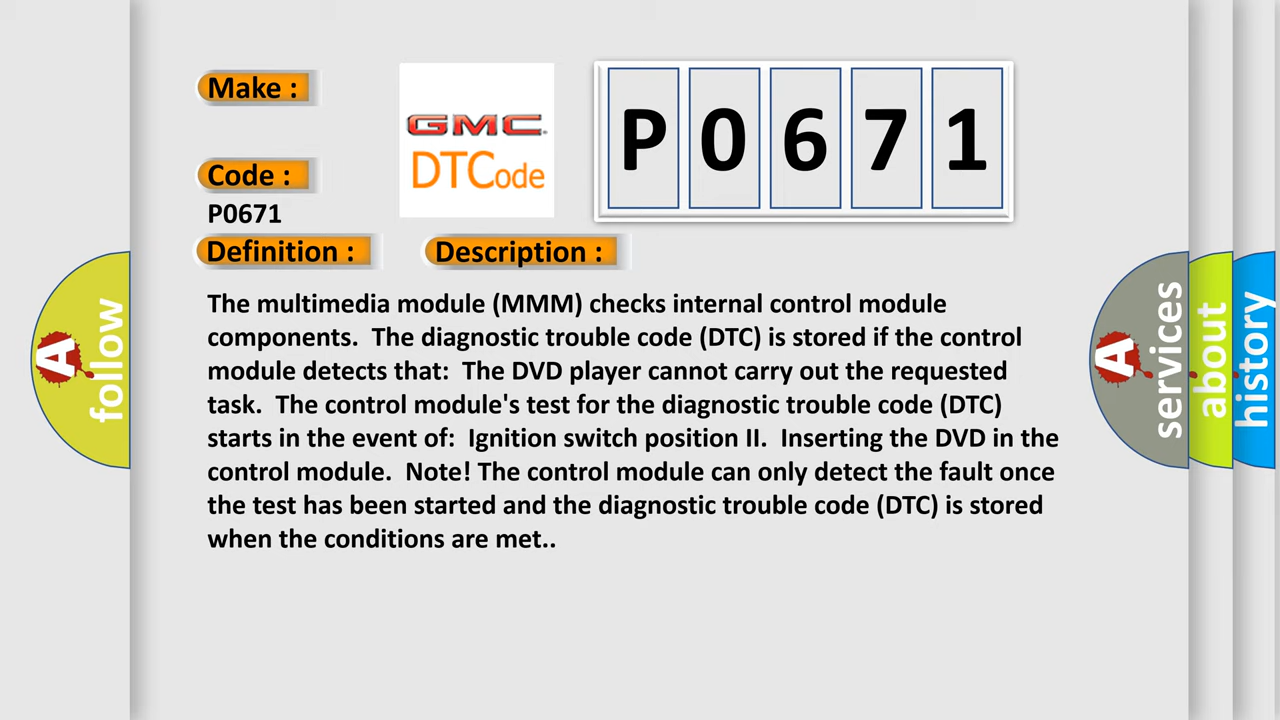 Make :
GMC
DTCode
P0671
Code :
P0671
Definition :
Description :
The multimedia module (MMM) checks internal control module
components.  The diagnostic trouble code (DTC) is stored if the control
module detects that:  The DVD player cannot carry out the requested
task.  The control module's test for the diagnostic trouble code (DTC)
starts in the event of:  Ignition switch position II.  Inserting the DVD in the
control module.  Note! The control module can only detect the fault once
the test has been started and the diagnostic trouble code (DTC) is stored
when the conditions are met..
A follow
A services
about
history